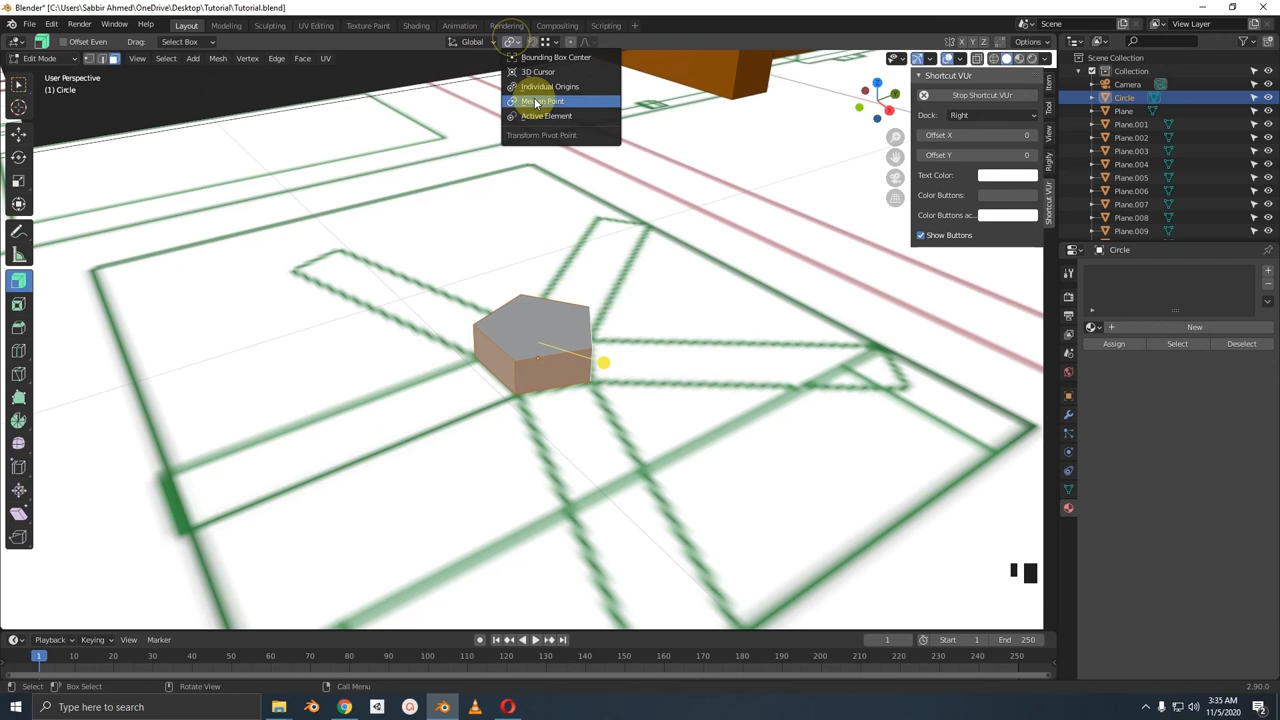 Blender* [C:\Users\Sabbir Ahmed\OneDrive\Desktop\Tutorial\Tutorial.blend]
File Edit Render Window Help Layout Modeling Sculpting UV Editing Texture Paint Shading Animation Rendering Compositing Scripting + Scene View Layer
Offset Even Drag: Select Box Global Options
Edit Mode View Select Add Mesh Vertex Edge Face UV
User Perspective
(1) Circle
Bounding Box Center
3D Cursor
Individual Origins
Median Point
Active Element
Transform Pivot Point
X Y Z
Shortcut VUr
Stop Shortcut VUr
Dock: Right
Offset X 0
Offset Y 0
Text Color:
Color Buttons:
Color Buttons ac...
Show Buttons
Item
Tool
View
Rigify
Shortcut VUr
Scene Collection
Collection
Camera
Circle
Plane
Plane.001
Plane.002
Plane.003
Plane.004
Plane.005
Plane.006
Plane.007
Plane.008
Plane.009
Circle
New
Assign Select Deselect
Playback Keying View Marker 1 Start 1 End 250
1 10 20 30 40 50 60 70 80 90 100 110 120 130 140 150 160 170 180 190 200 210 220 230 240 250
Select Box Select Rotate View Call Menu 2.90.0
Type here to search
3:35 AM
11/5/2020
2